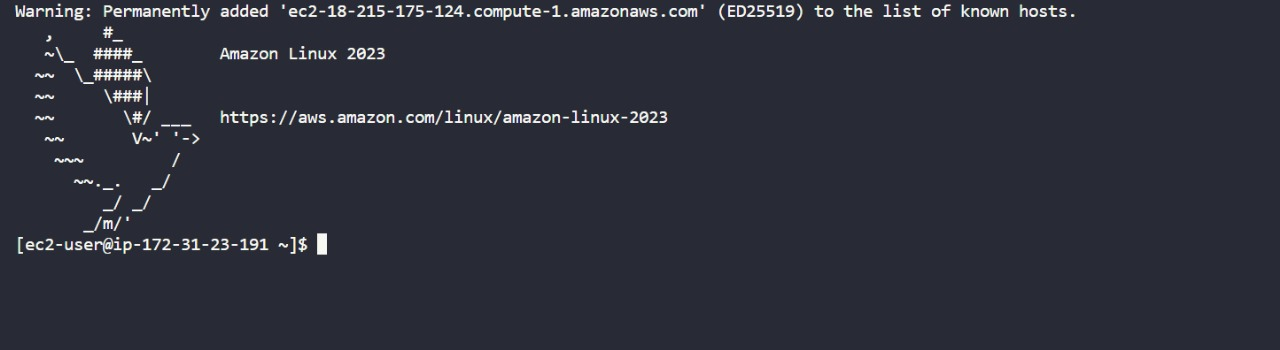 Warning: Permanently added 'ec2-18-215-175-124.compute-1.amazonaws.com' (ED25519) to the list of known hosts.
   ,     #_
   ~\_  ####_        Amazon Linux 2023
  ~~  \_#####\
  ~~     \###|
  ~~       \#/ ___   https://aws.amazon.com/linux/amazon-linux-2023
   ~~       V~' '->
    ~~~         /
      ~~._.   _/
         _/ _/
       _/m/'
[ec2-user@ip-172-31-23-191 ~]$